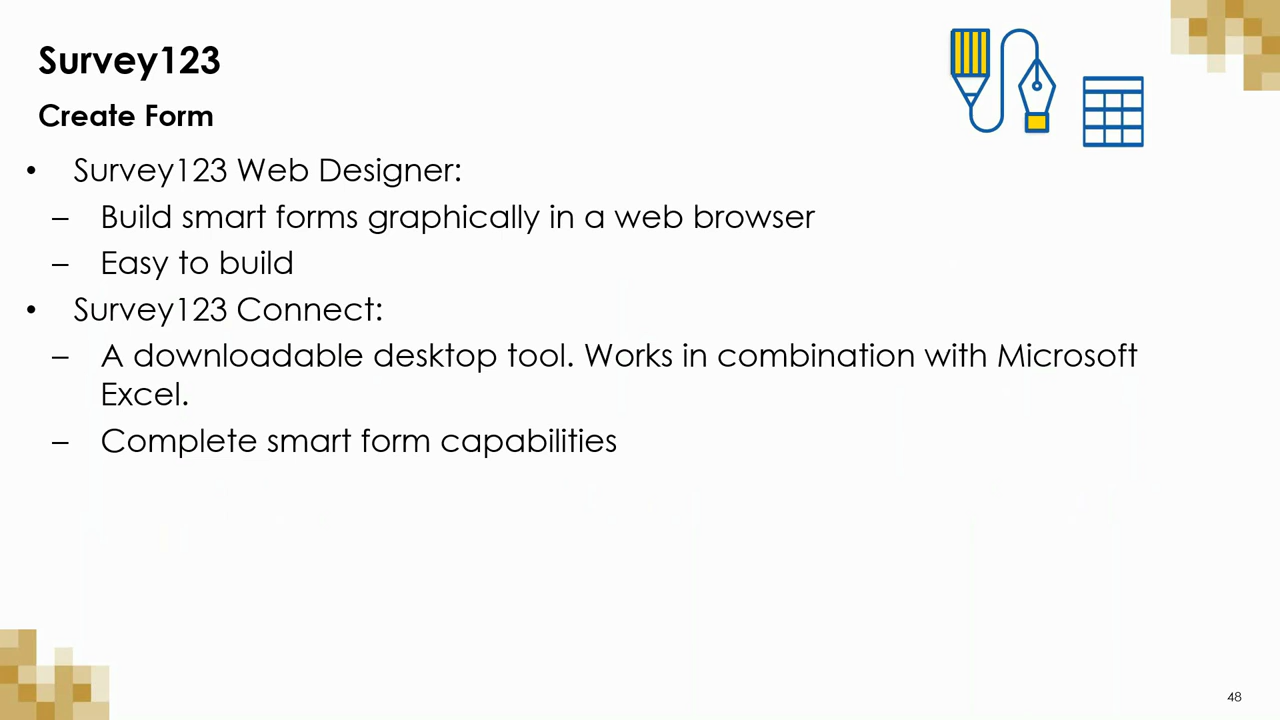 Survey123
Create Form
• Survey123 Web Designer:
– Build smart forms graphically in a web browser
– Easy to build
• Survey123 Connect:
– A downloadable desktop tool. Works in combination with Microsoft
Excel.
– Complete smart form capabilities
48